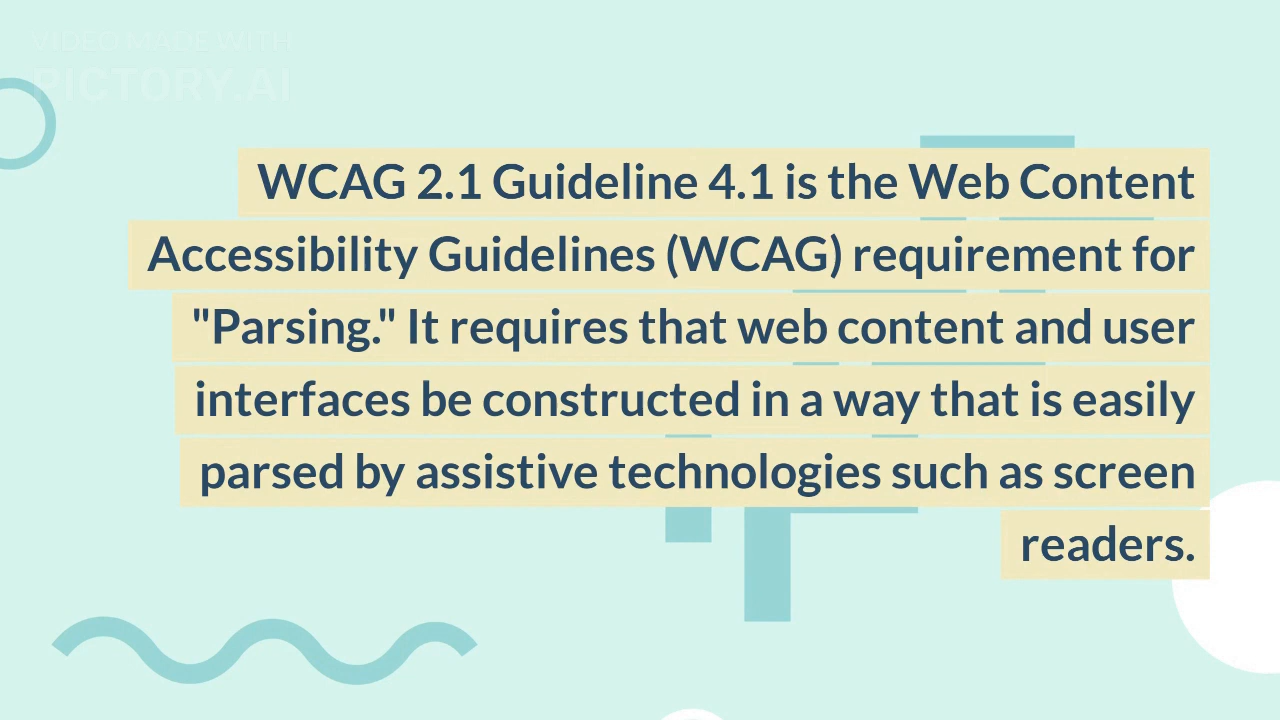 VIDEO MADE WITH
PICTORY.AI
WCAG 2.1 Guideline 4.1 is the Web Content
Accessibility Guidelines (WCAG) requirement for
"Parsing." It requires that web content and user
interfaces be constructed in a way that is easily
parsed by assistive technologies such as screen
readers.